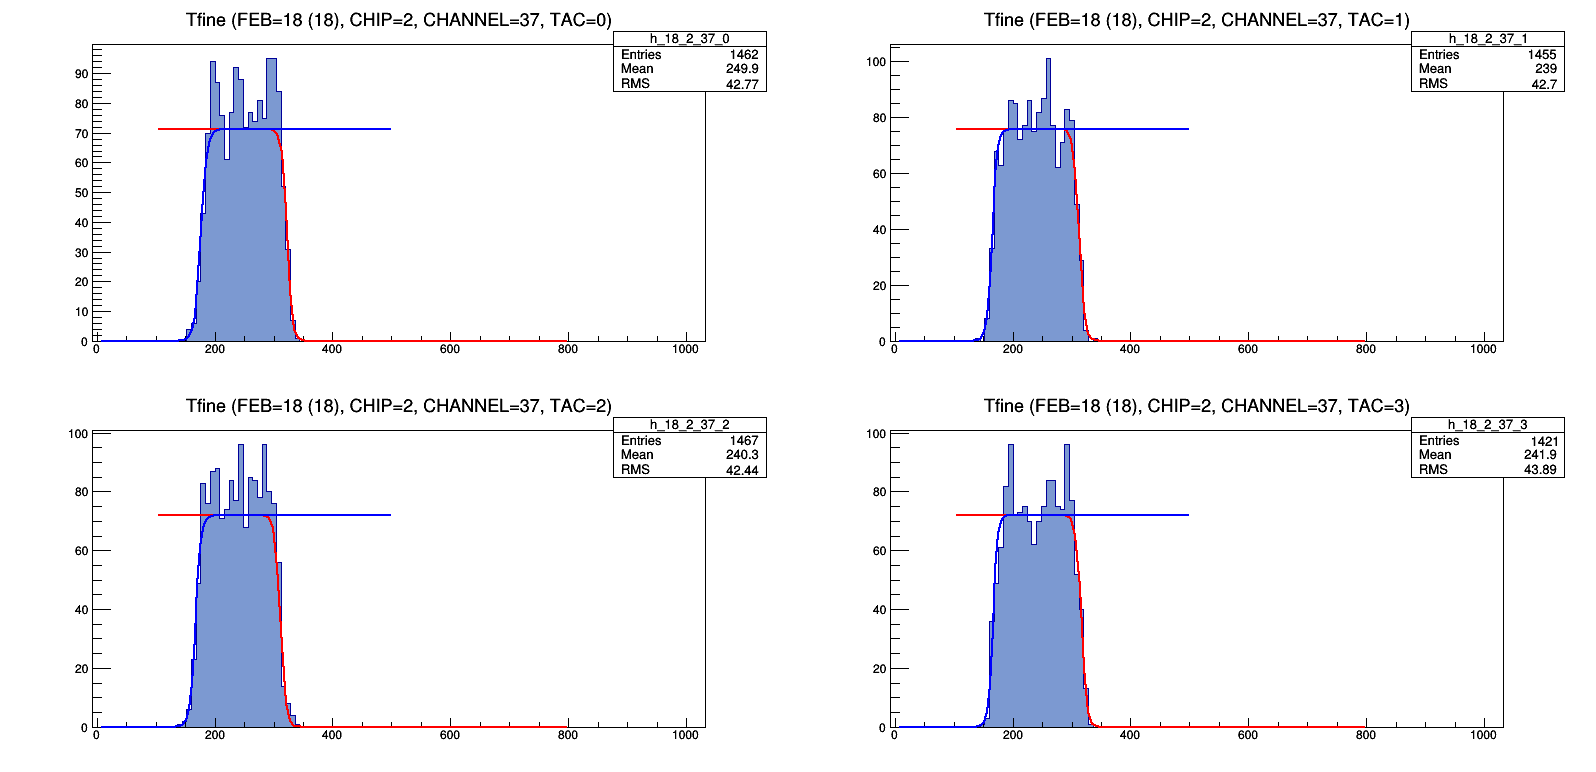 Tfine (FEB=18 (18), CHIP=2, CHANNEL=37, TAC=0)
h_18_2_37_0
Entries 1462
Mean 249.9
RMS 42.77
90
80
70
60
50
40
30
20
10
0
0 200 400 600 800 1000
Tfine (FEB=18 (18), CHIP=2, CHANNEL=37, TAC=1)
h_18_2_37_1
Entries 1455
Mean 239
RMS 42.7
100
80
60
40
20
0
0 200 400 600 800 1000
Tfine (FEB=18 (18), CHIP=2, CHANNEL=37, TAC=2)
h_18_2_37_2
Entries 1467
Mean 240.3
RMS 42.44
100
80
60
40
20
0
0 200 400 600 800 1000
Tfine (FEB=18 (18), CHIP=2, CHANNEL=37, TAC=3)
h_18_2_37_3
Entries 1421
Mean 241.9
RMS 43.89
100
80
60
40
20
0
0 200 400 600 800 1000